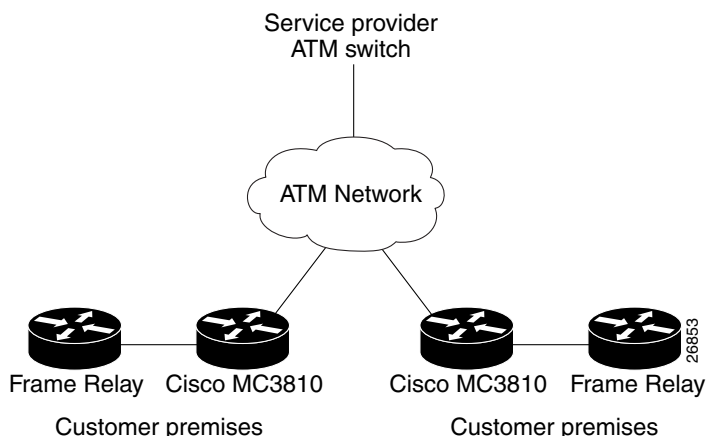 Service provider
ATM switch
ATM Network
26853
Frame Relay Cisco MC3810 Cisco MC3810 Frame Relay
Customer premises Customer premises